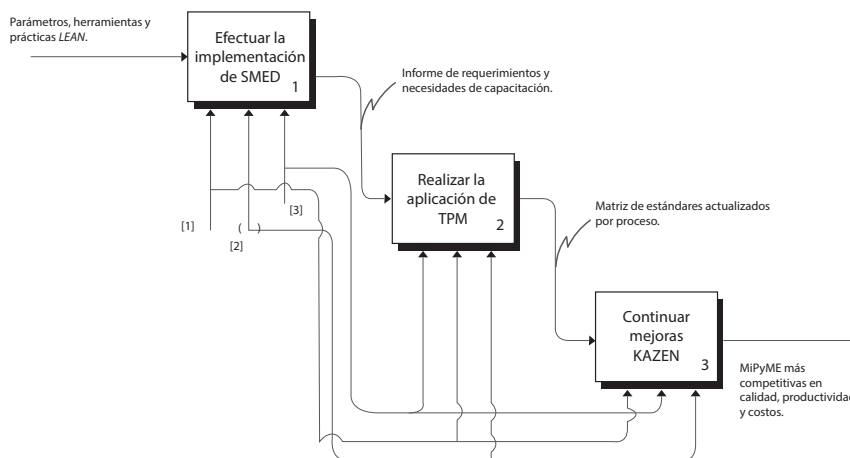 Parámetros, herramientas y
prácticas LEAN.
Efectuar la
implementación
de SMED
1
Informe de requerimientos y
necesidades de capacitación.
[1]
[2]
( )
[3]
Realizar la
aplicación de
TPM
2
Matriz de estándares actualizados
por proceso.
Continuar
mejoras
KAZEN
3
MiPyME más
competitivas en
calidad, productividad
y costos.